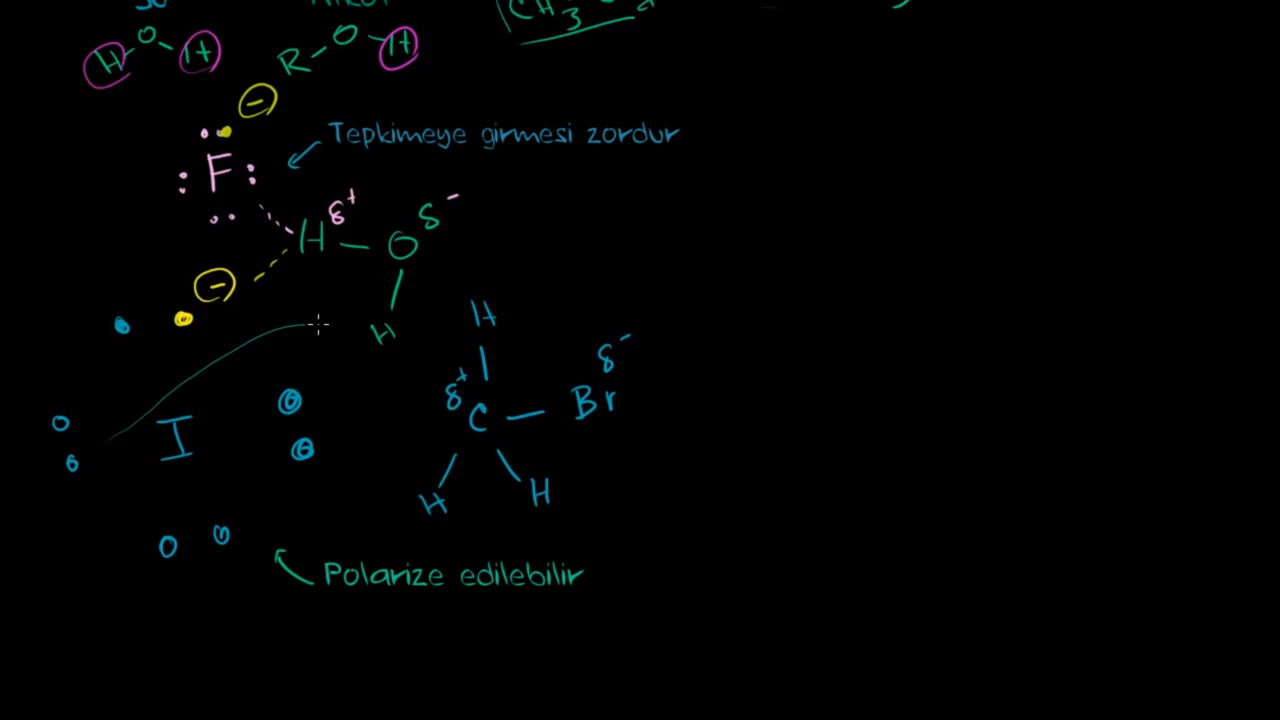 H O H
R O H
−
F
Tepkimeye girmesi zordur
δ+
δ−
H — O
−
H
H
δ−
δ+
C — Br
I
H
H
Polarize edilebilir